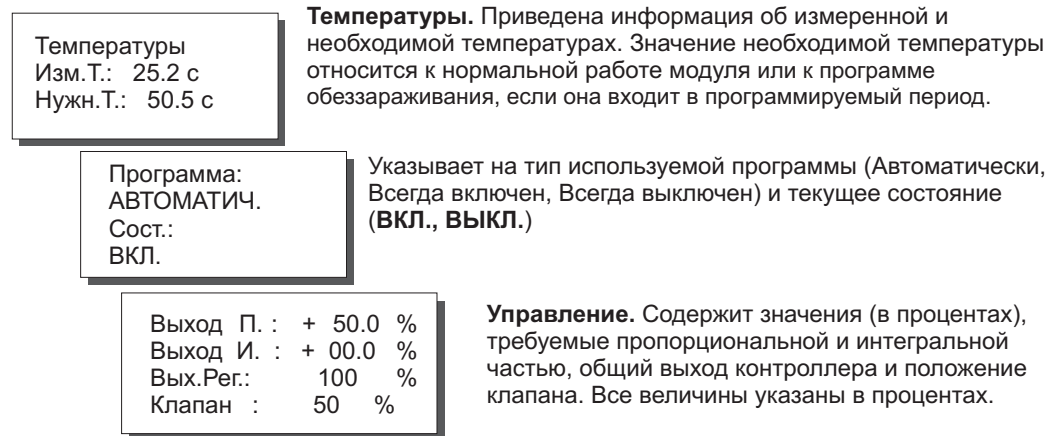 Температуры
Изм.Т.: 25.2 с
Нужн.Т.: 50.5 с
Температуры. Приведена информация об измеренной и
необходимой температурах. Значение необходимой температуры
относится к нормальной работе модуля или к программе
обеззараживания, если она входит в программируемый период.
Программа:
АВТОМАТИЧ.
Сост.:
ВКЛ.
Указывает на тип используемой программы (Автоматически,
Всегда включен, Всегда выключен) и текущее состояние
(ВКЛ., ВЫКЛ.)
Выход П. : + 50.0 %
Выход И. : + 00.0 %
Вых.Рег.: 100 %
Клапан : 50 %
Управление. Содержит значения (в процентах),
требуемые пропорциональной и интегральной
частью, общий выход контроллера и положение
клапана. Все величины указаны в процентах.